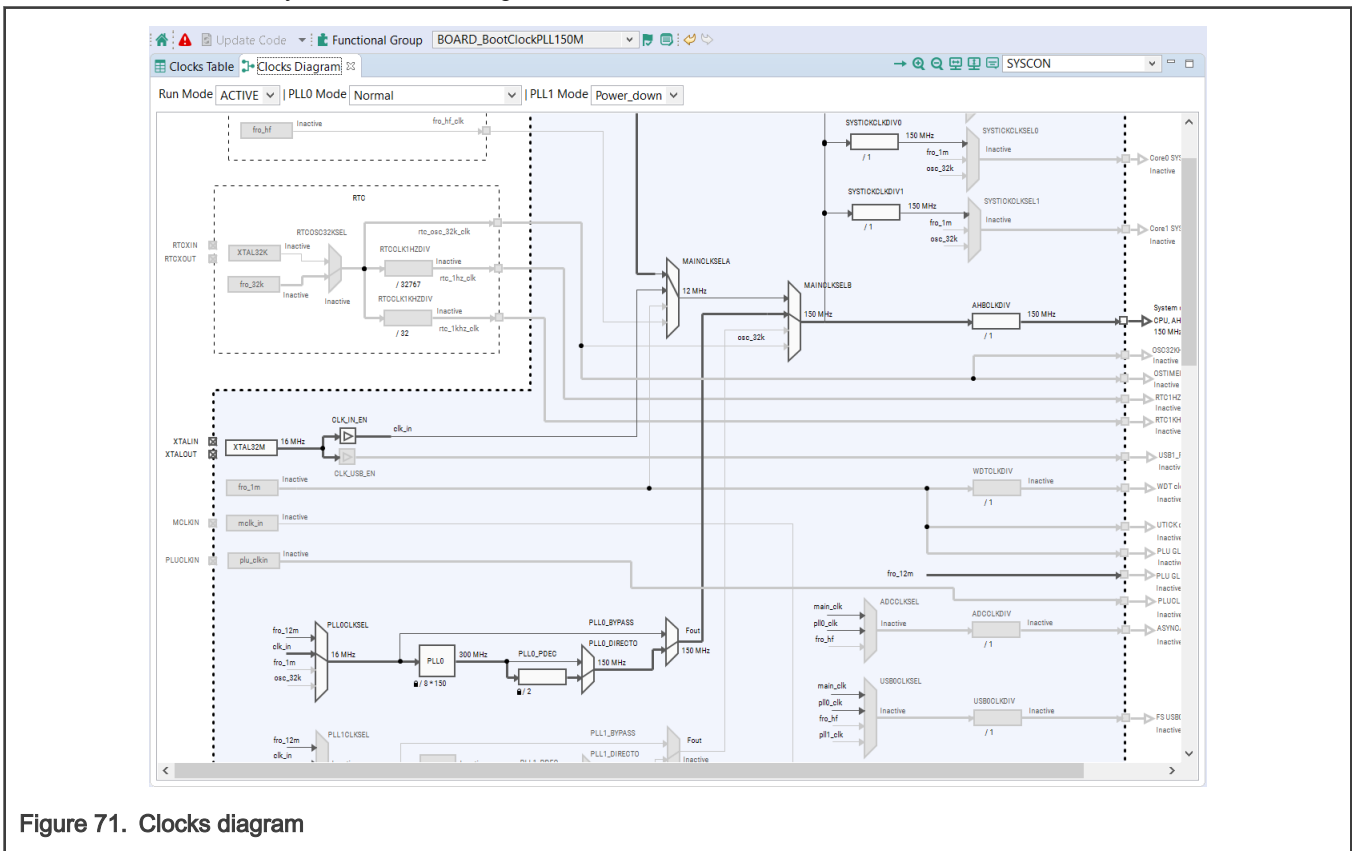 Update Code
Functional Group
BOARD_BootClockPLL150M
Clocks Table
Clocks Diagram
SYSCON
Run Mode ACTIVE | PLL0 Mode Normal | PLL1 Mode Power_down
fro_hf
Inactive
fro_hf_clk
SYSTICKCLKDIV0
150 MHz
/ 1
SYSTICKCLKSEL0
fro_1m
osc_32k
Inactive
Core0 SY
Inactive
SYSTICKCLKDIV1
150 MHz
/ 1
SYSTICKCLKSEL1
fro_1m
osc_32k
Inactive
Core1 SY
Inactive
RTC
RTCXIN
RTCXOUT
XTAL32K
Inactive
fro_32k
Inactive
RTCOSC32KSEL
Inactive
rtc_osc_32k_clk
RTCCLK1HZDIV
Inactive
/ 32767
rtc_1hz_clk
RTCCLK1KHZDIV
Inactive
/ 32
rtc_1khz_clk
MAINCLKSELA
12 MHz
MAINCLKSELB
150 MHz
osc_32k
AHBCLKDIV
150 MHz
/ 1
System
CPU, AH
150 MHz
OSC32KH
Inactive
OSTIME
Inactive
RTC1HZ
Inactive
RTC1KH
Inactive
XTALIN
XTALOUT
XTAL32M
16 MHz
CLK_IN_EN
clk_in
CLK_USB_EN
USB1_P
Inactiv
fro_1m
Inactive
WDTCLKDIV
Inactive
/ 1
WDT cl
Inactive
MCLKIN
mclk_in
Inactive
UTICK
Inactive
PLUCLKIN
plu_clkin
Inactive
PLU GL
Inactive
fro_12m
PLU GL
Inactive
PLUCL
Inactive
ADCCLKSEL
main_clk
pll0_clk
fro_hf
Inactive
ADCCLKDIV
Inactive
/ 1
ASYNC
Inactive
PLL0CLKSEL
fro_12m
clk_in
fro_1m
osc_32k
16 MHz
PLL0
/ 8 * 150
300 MHz
PLL0_PDEC
/ 2
PLL0_BYPASS
PLL0_DIRECTO
150 MHz
Fout
150 MHz
USB0CLKSEL
main_clk
pll0_clk
fro_hf
pll1_clk
Inactive
USB0CLKDIV
Inactive
/ 1
FS USB
Inactive
PLL1CLKSEL
fro_12m
clk_in
PLL1_BYPASS
PLL1_DIRECTO
PLL1_PDEC
Fout
Inactive
Figure 71. Clocks diagram